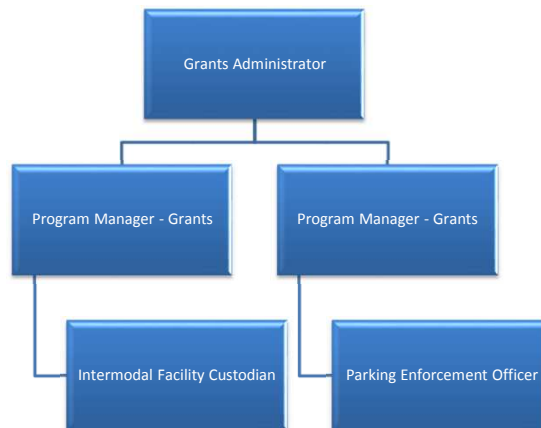 Grants Administrator
Program Manager - Grants
Program Manager - Grants
Intermodal Facility Custodian
Parking Enforcement Officer